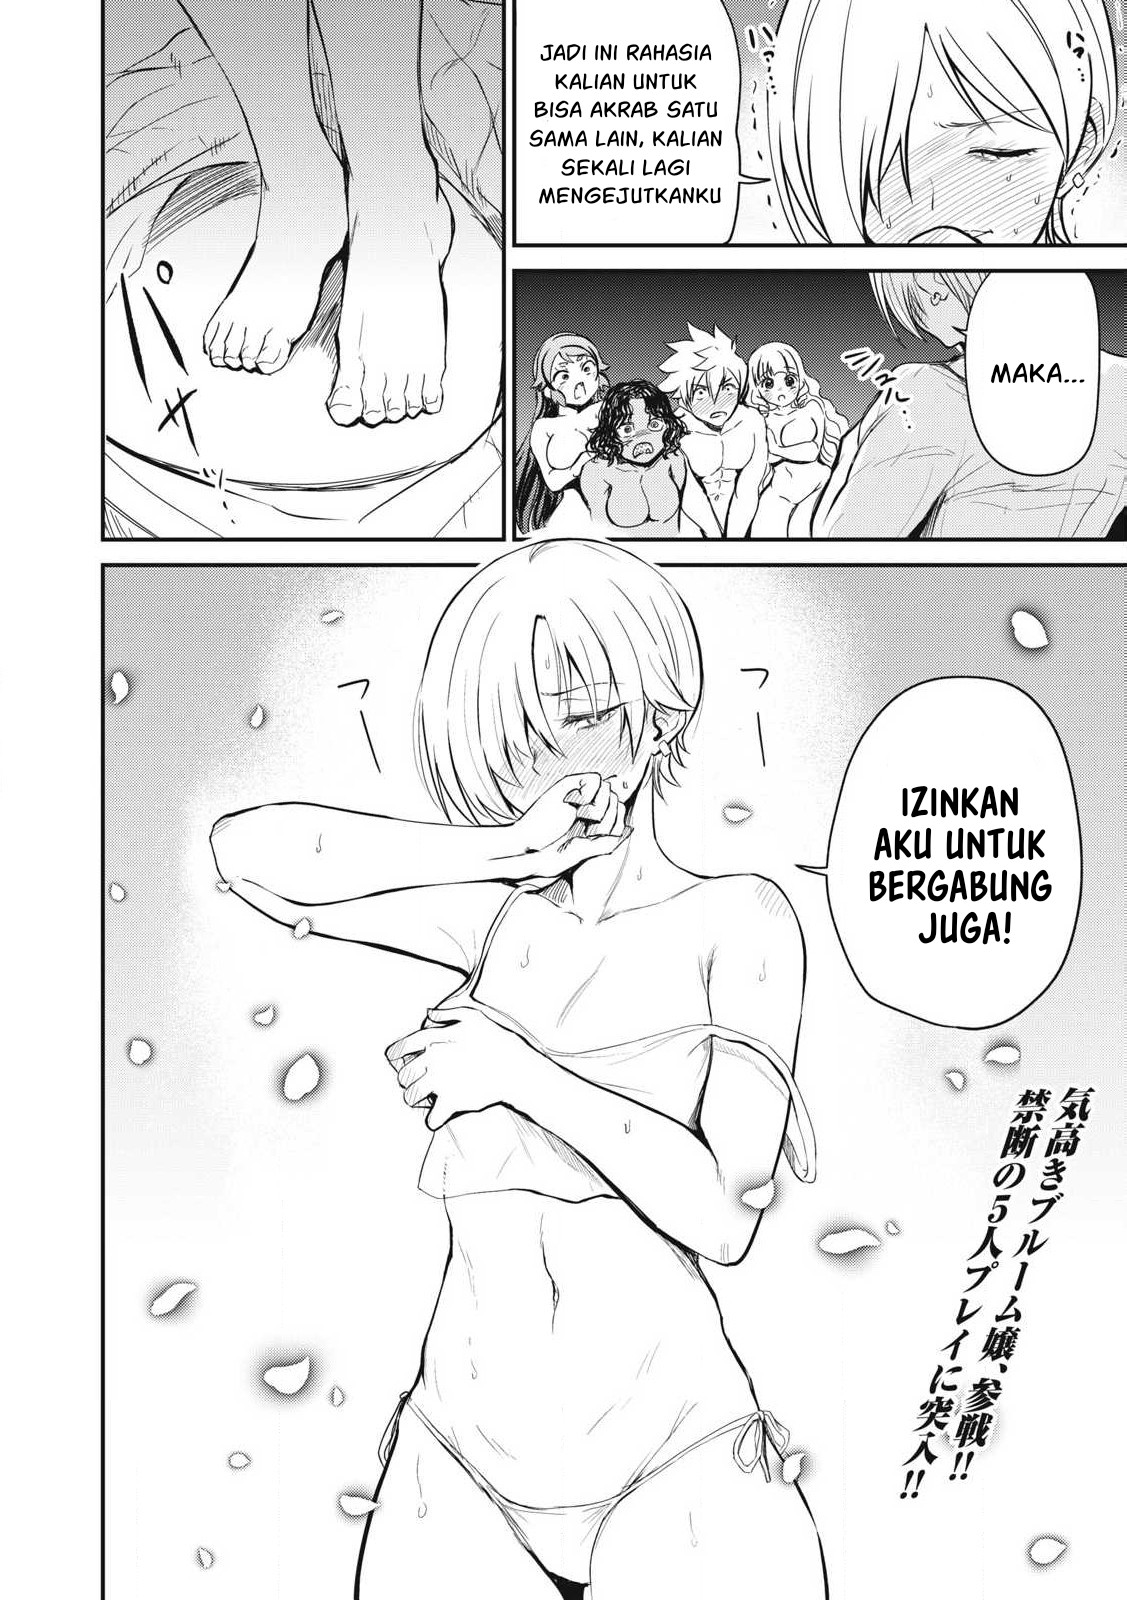 JADI INI RAHASIA
KALIAN UNTUK
BISA AKRAB SATU
SAMA LAIN, KALIAN
SEKALI LAGI
MENGEJUTKANKU
MAKA...
IZINKAN
AKU UNTUK
BERGABUNG
JUGA!
気高きブルーム嬢、参戦!!
禁断の5人プレイに突入!!